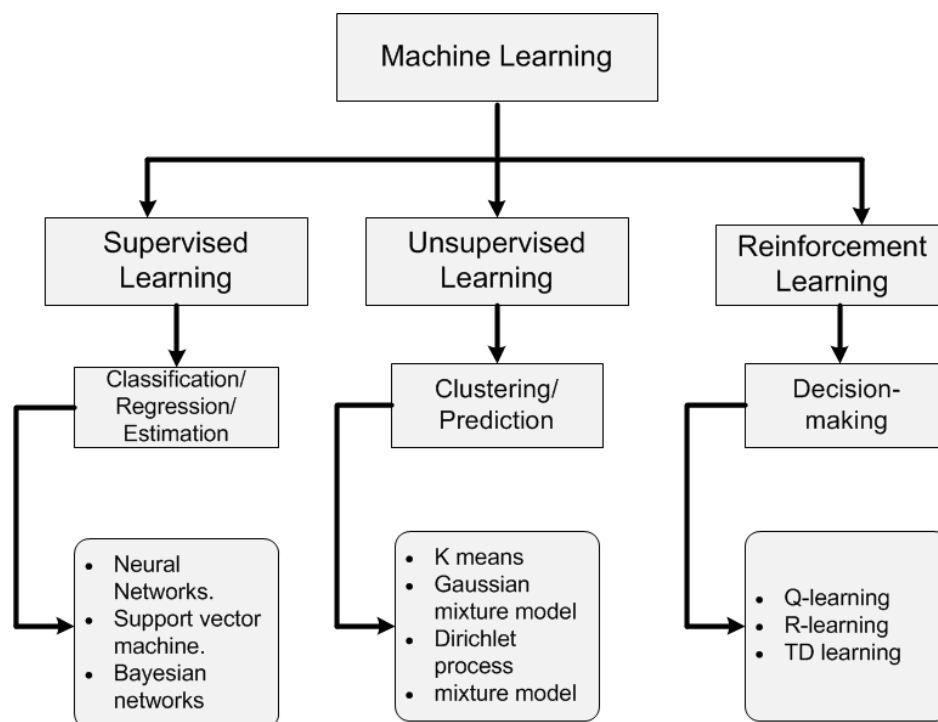 Machine Learning
Supervised
Learning
Unsupervised
Learning
Reinforcement
Learning
Classification/
Regression/
Estimation
Clustering/
Prediction
Decision-
making
• Neural
Networks.
• Support vector
machine.
• Bayesian
networks
• K means
• Gaussian
mixture model
• Dirichlet
process
• mixture model
• Q-learning
• R-learning
• TD learning